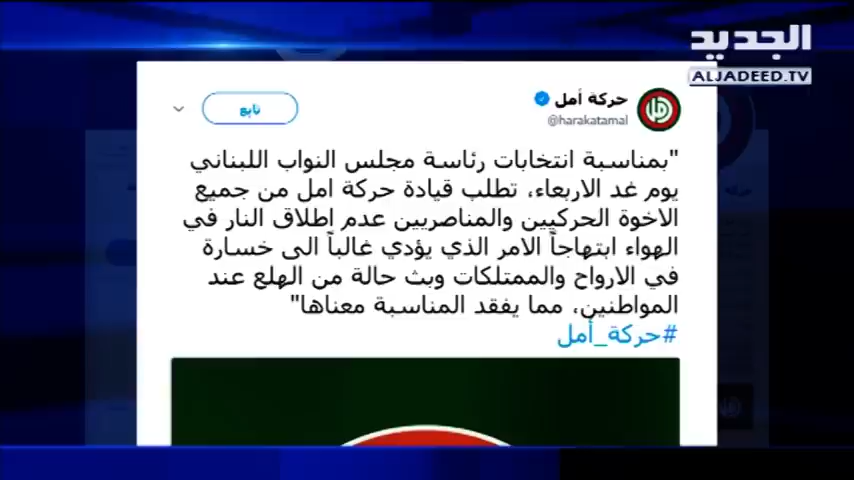 الجديد
ALJADEED.TV
حركة أمل
@harakatamal
تابع
"بمناسبة انتخابات رئاسة مجلس النواب اللبناني
يوم غد الاربعاء، تطلب قيادة حركة امل من جميع
الاخوة الحركيين والمناصريين عدم اطلاق النار في
الهواء ابتهاجاً الامر الذي يؤدي غالباً الى خسارة
في الارواح والممتلكات وبث حالة من الهلع عند
المواطنين، مما يفقد المناسبة معناها"
#حركة_أمل